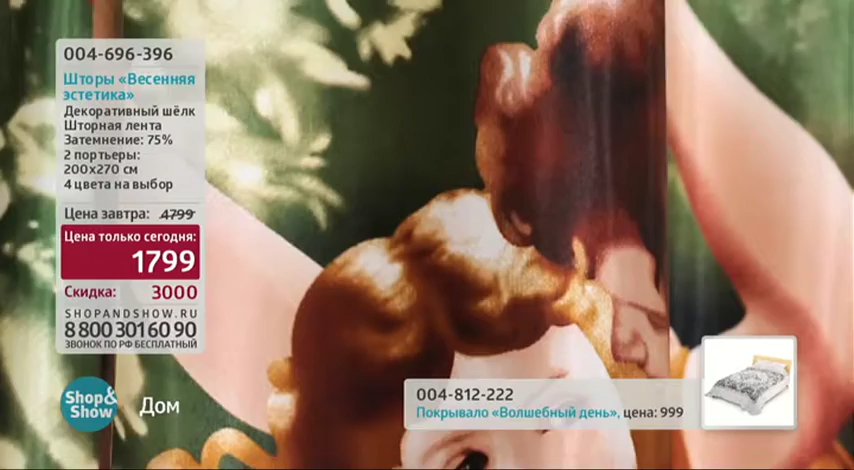 004-696-396
Шторы «Весенняя
эстетика»
Декоративный шёлк
Шторная лента
Затемнение: 75%
2 портьеры:
200х270 см
4 цвета на выбор
Цена завтра: 4799
Цена только сегодня:
1799
Скидка: 3000
SHOPANDSHOW.RU
8 800 301 60 90
ЗВОНОК ПО РФ БЕСПЛАТНЫЙ
Shop&
Show
Дом
004-812-222
Покрывало «Волшебный день», цена: 999